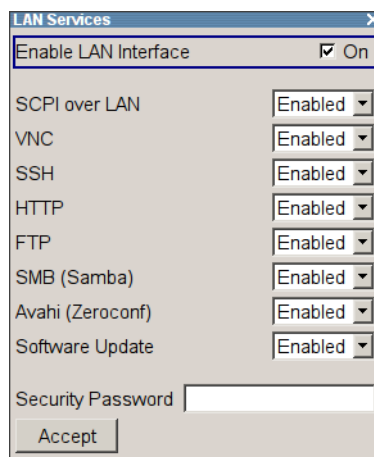 LAN Services
Enable LAN Interface On
SCPI over LAN Enabled
VNC Enabled
SSH Enabled
HTTP Enabled
FTP Enabled
SMB (Samba) Enabled
Avahi (Zeroconf) Enabled
Software Update Enabled
Security Password
Accept